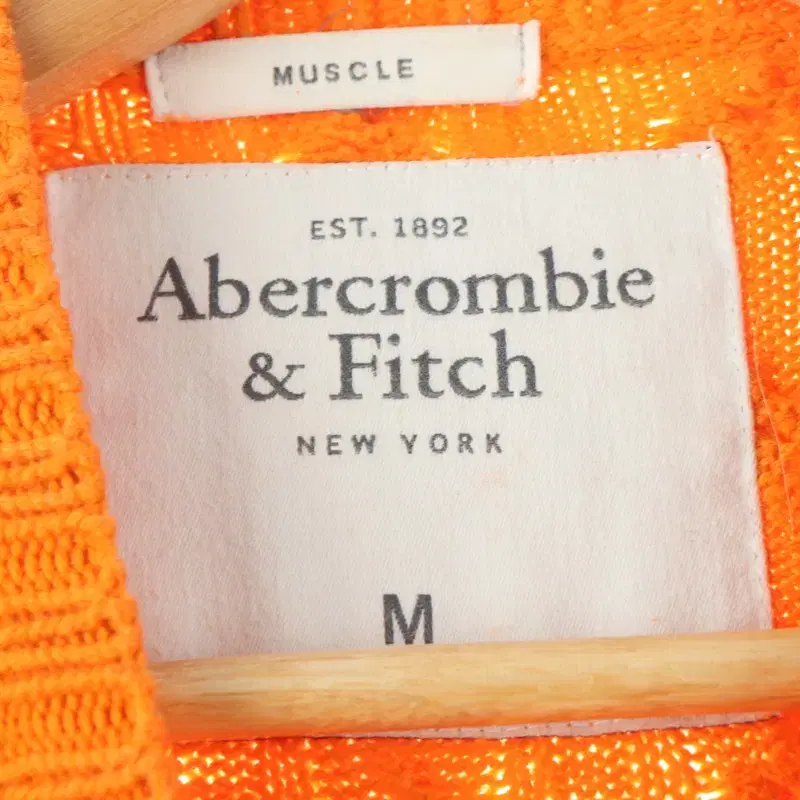 MUSCLE
EST. 1892
Abercrombie
& Fitch
NEW YORK
M